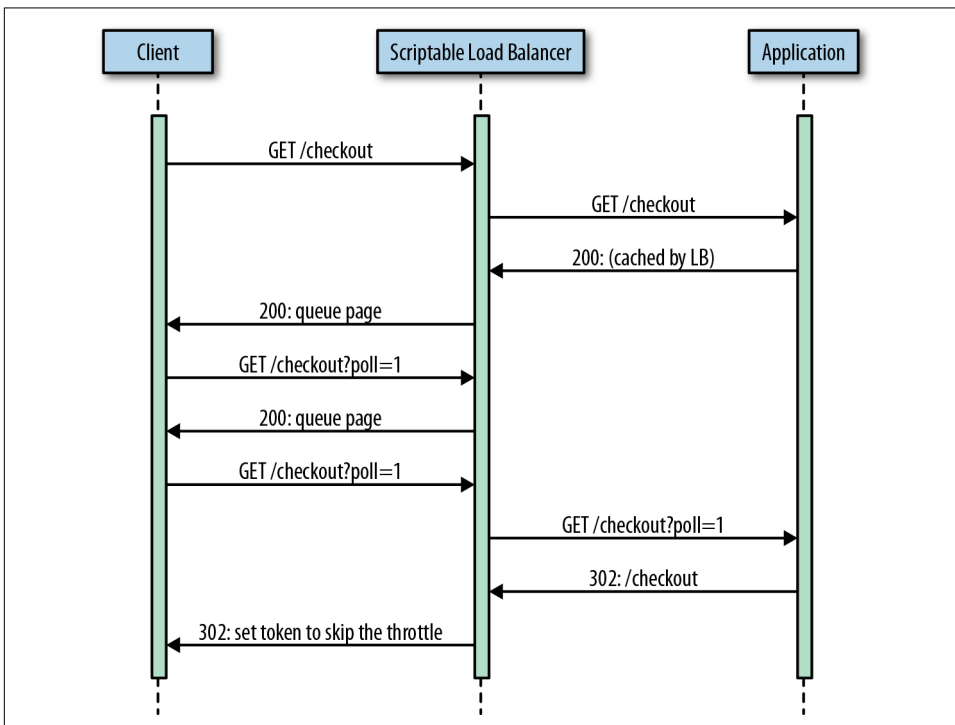 Client
Scriptable Load Balancer
Application
GET /checkout
GET /checkout
200: (cached by LB)
200: queue page
GET /checkout?poll=1
200: queue page
GET /checkout?poll=1
GET /checkout?poll=1
302: /checkout
302: set token to skip the throttle